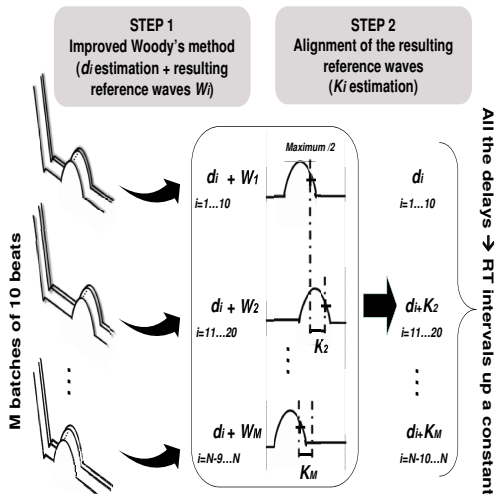 STEP 1
Improved Woody's method
(di estimation + resulting
reference waves Wi)
STEP 2
Alignment of the resulting
reference waves
(Ki estimation)
M batches of 10 beats
Maximum /2
di + W1
i=1...10
di + W2
i=11...20
K2
di + WM
i=N-9...N
KM
di
i=1...10
di+K2
i=11...20
di+KM
i=N-10...N
All the delays → RT intervals up a constant